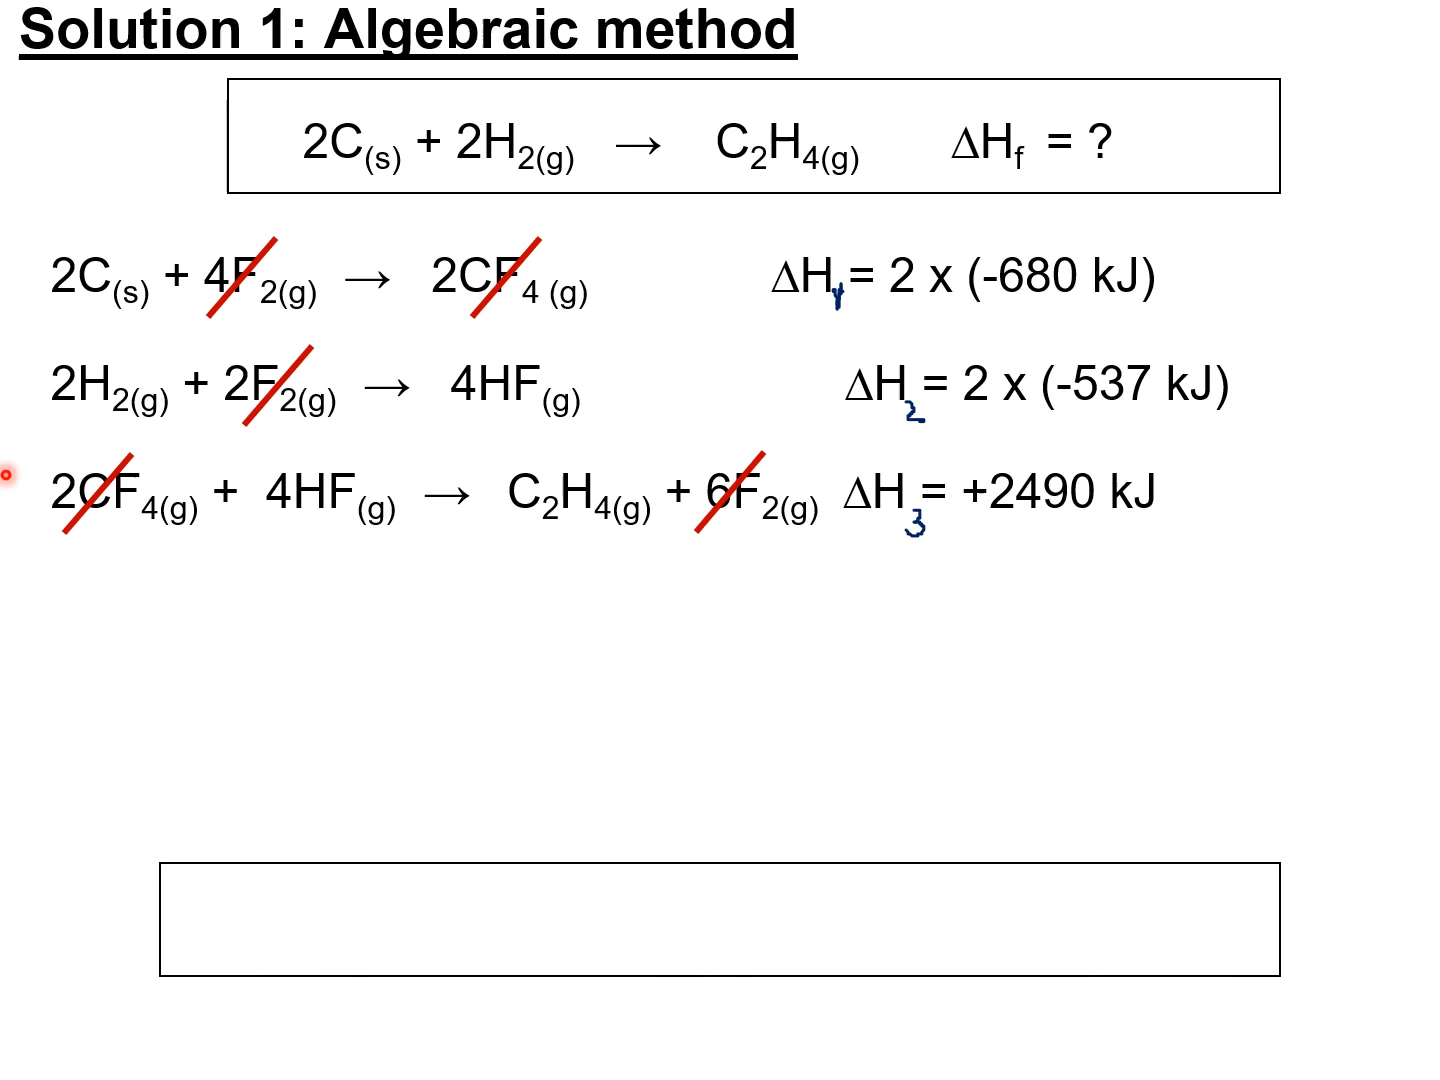 Solution 1: Algebraic method
2C(s) + 2H2(g) → C2H4(g) ΔHf = ?
2C(s) + 4F2(g) → 2CF4 (g) ΔH1 = 2 x (-680 kJ)
2H2(g) + 2F2(g) → 4HF(g) ΔH2 = 2 x (-537 kJ)
2CF4(g) + 4HF(g) → C2H4(g) + 6F2(g) ΔH3 = +2490 kJ